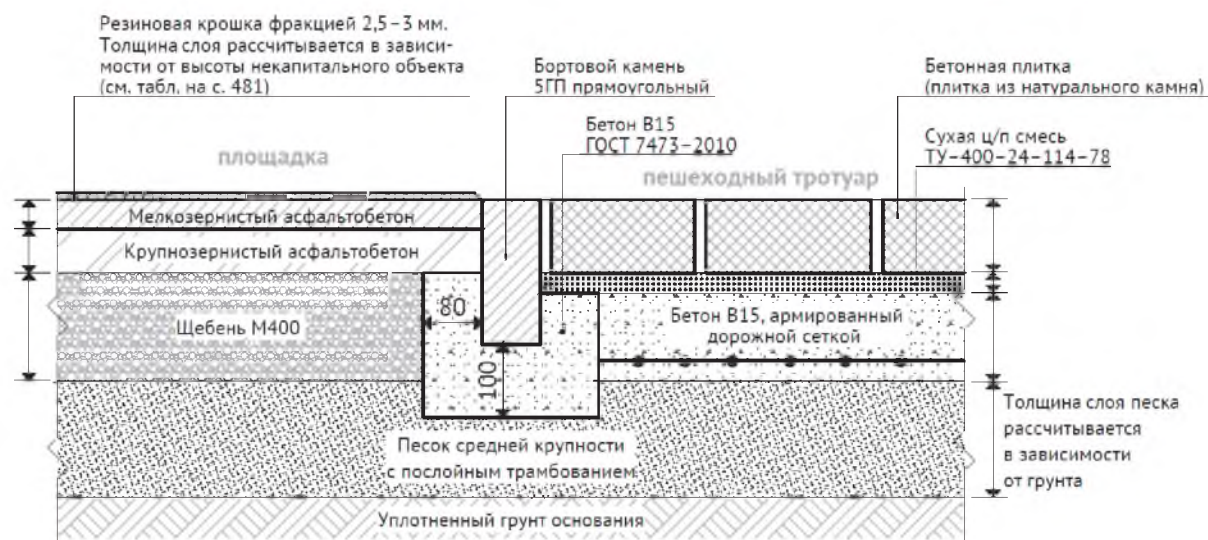 Резиновая крошка фракцией 2,5–3 мм.
Толщина слоя рассчитывается в зависи-
мости от высоты некапитального объекта
(см. табл. на с. 481)
Бортовой камень
5ГП прямоугольный
Бетонная плитка
(плитка из натурального камня)
Бетон В15
ГОСТ 7473–2010
Сухая ц/п смесь
ТУ–400–24–114–78
площадка
пешеходный тротуар
Мелкозернистый асфальтобетон
Крупнозернистый асфальтобетон
80
Щебень М400
Бетон В15, армированный
дорожной сеткой
100
Толщина слоя песка
рассчитывается
в зависимости
от грунта
Песок средней крупности
с послойным трамбованием
Уплотненный грунт основания